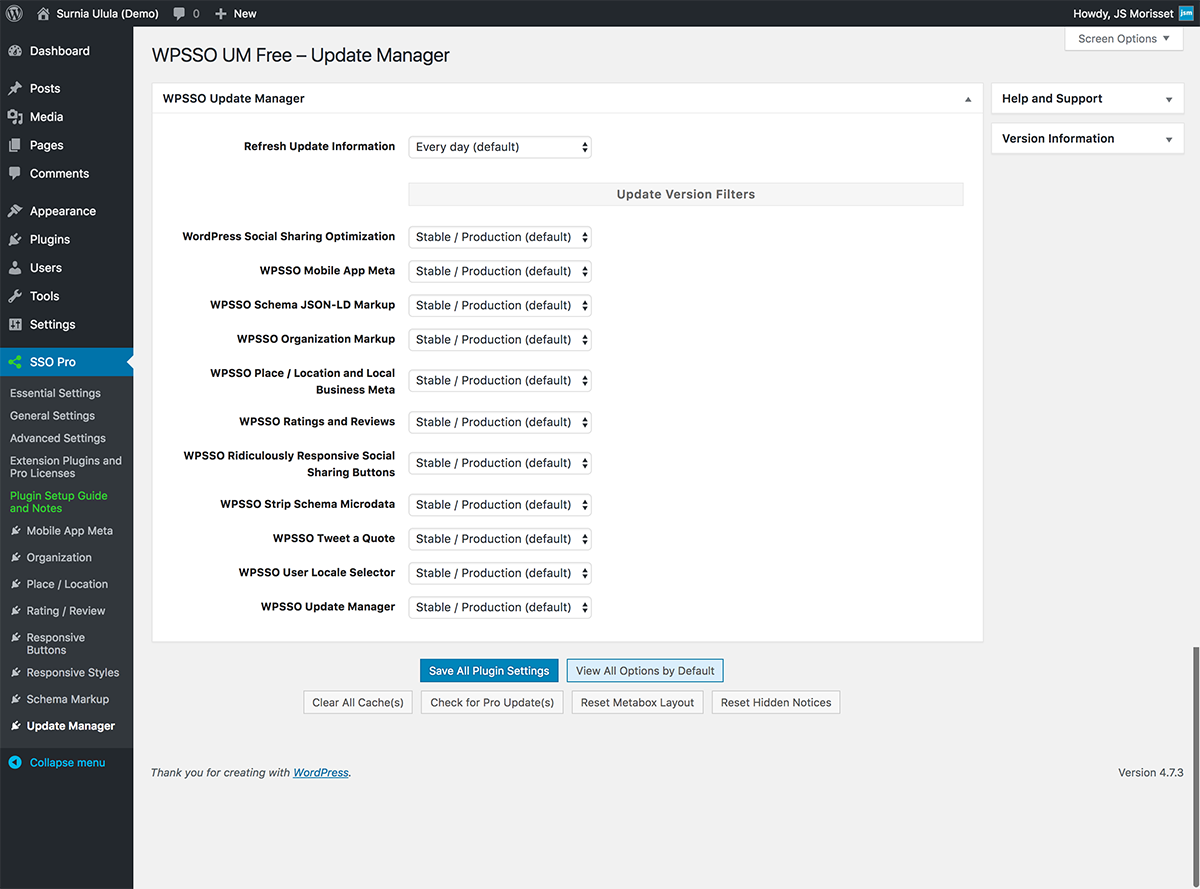 Surnia Ulula (Demo) 0 New Howdy, JS Morisset jsm
Screen Options
Dashboard
Posts
Media
Pages
Comments
Appearance
Plugins
Users
Tools
Settings
SSO Pro
Essential Settings
General Settings
Advanced Settings
Extension Plugins and
Pro Licenses
Plugin Setup Guide
and Notes
Mobile App Meta
Organization
Place / Location
Rating / Review
Responsive
Buttons
Responsive Styles
Schema Markup
Update Manager
Collapse menu
WPSSO UM Free – Update Manager
WPSSO Update Manager
Refresh Update Information Every day (default)
Update Version Filters
WordPress Social Sharing Optimization Stable / Production (default)
WPSSO Mobile App Meta Stable / Production (default)
WPSSO Schema JSON-LD Markup Stable / Production (default)
WPSSO Organization Markup Stable / Production (default)
WPSSO Place / Location and Local
Business Meta Stable / Production (default)
WPSSO Ratings and Reviews Stable / Production (default)
WPSSO Ridiculously Responsive Social
Sharing Buttons Stable / Production (default)
WPSSO Strip Schema Microdata Stable / Production (default)
WPSSO Tweet a Quote Stable / Production (default)
WPSSO User Locale Selector Stable / Production (default)
WPSSO Update Manager Stable / Production (default)
Save All Plugin Settings View All Options by Default
Clear All Cache(s) Check for Pro Update(s) Reset Metabox Layout Reset Hidden Notices
Help and Support
Version Information
Thank you for creating with WordPress. Version 4.7.3